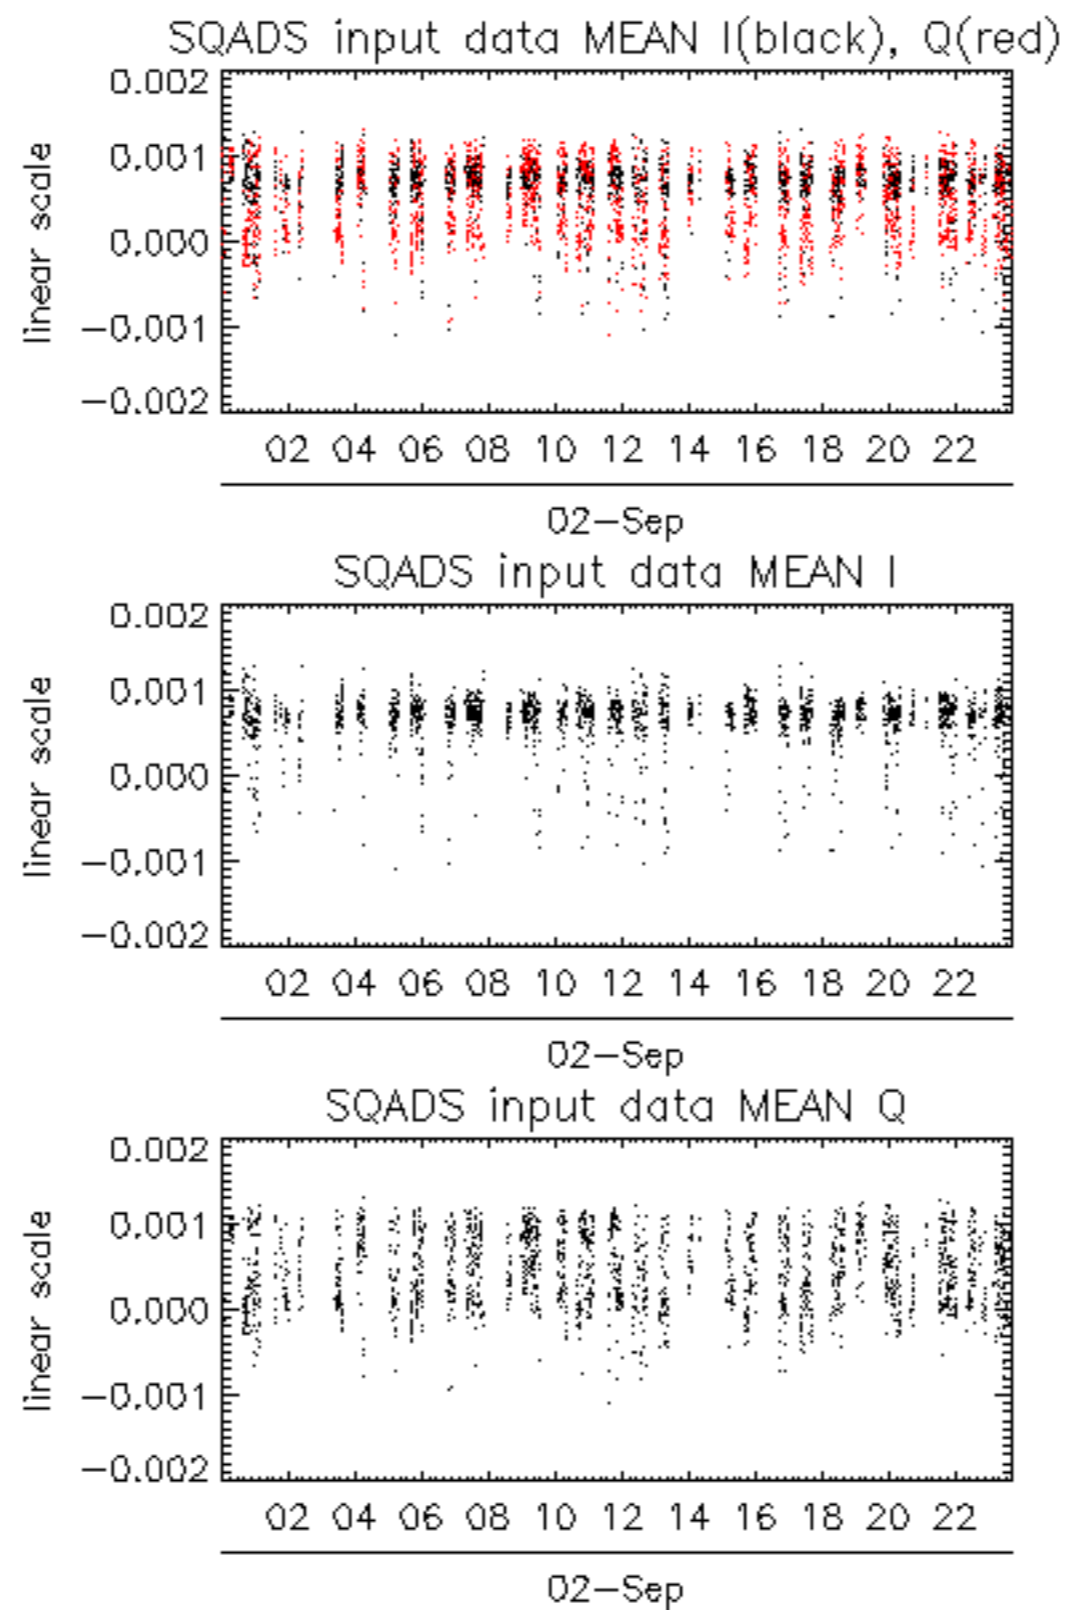 SQADS input data MEAN I(black), Q(red)
0.002
0.001
0.000
−0.001
−0.002
linear scale
02 04 06 08 10 12 14 16 18 20 22
02−Sep
SQADS input data MEAN I
0.002
0.001
0.000
−0.001
−0.002
linear scale
02 04 06 08 10 12 14 16 18 20 22
02−Sep
SQADS input data MEAN Q
0.002
0.001
0.000
−0.001
−0.002
linear scale
02 04 06 08 10 12 14 16 18 20 22
02−Sep